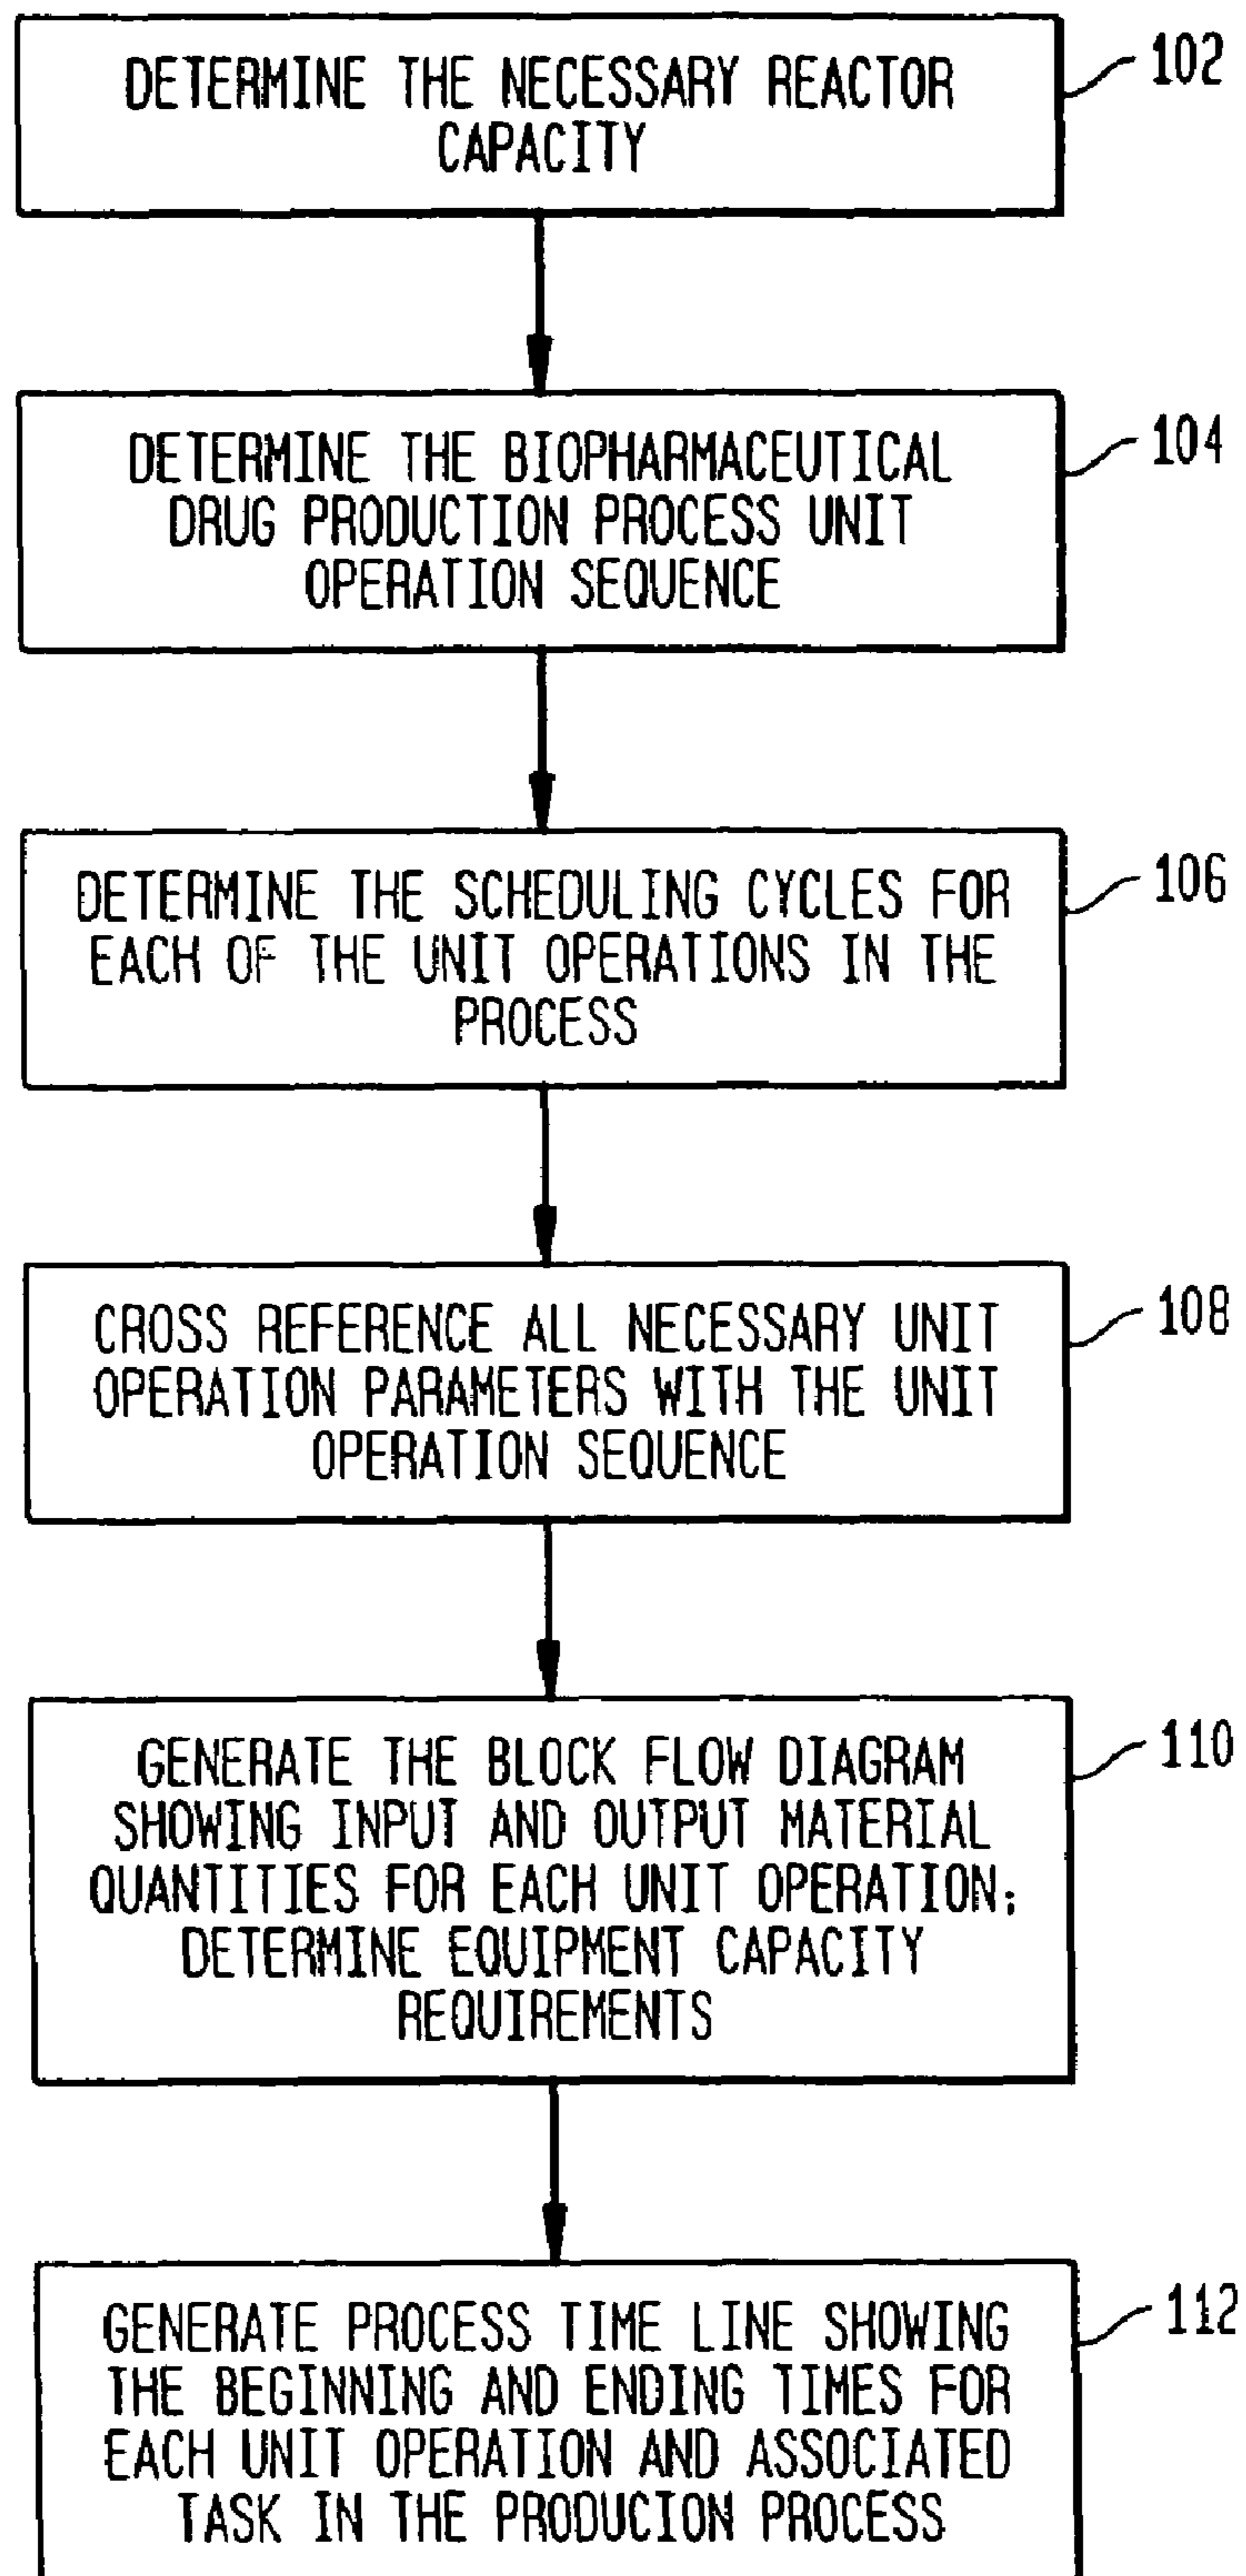 DETERMINE THE NECESSARY REACTOR
CAPACITY
102
DETERMINE THE BIOPHARMACEUTICAL
DRUG PRODUCTION PROCESS UNIT
OPERATION SEQUENCE
104
DETERMINE THE SCHEDULING CYCLES FOR
EACH OF THE UNIT OPERATIONS IN THE
PROCESS
106
CROSS REFERENCE ALL NECESSARY UNIT
OPERATION PARAMETERS WITH THE UNIT
OPERATION SEQUENCE
108
GENERATE THE BLOCK FLOW DIAGRAM
SHOWING INPUT AND OUTPUT MATERIAL
QUANTITIES FOR EACH UNIT OPERATION;
DETERMINE EQUIPMENT CAPACITY
REQUIREMENTS
110
GENERATE PROCESS TIME LINE SHOWING
THE BEGINNING AND ENDING TIMES FOR
EACH UNIT OPERATION AND ASSOCIATED
TASK IN THE PRODUCION PROCESS
112